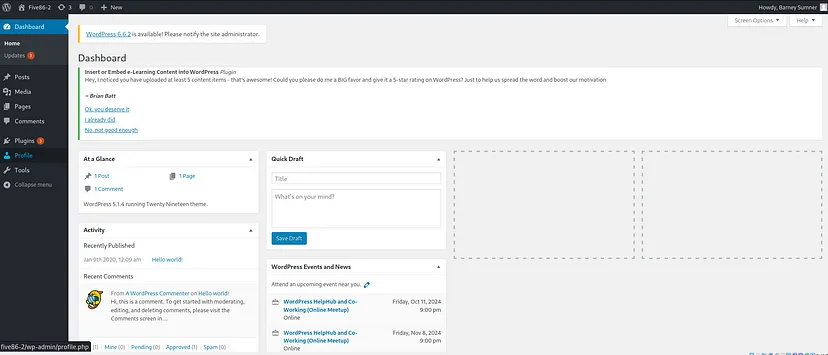 Five86-2 3 0 + New Howdy, Barney Sumner
Dashboard
Screen Options Help
Home
Updates 3
Posts
Media
Pages
Comments
Plugins 3
Profile
Tools
Collapse menu
WordPress 6.6.2 is available! Please notify the site administrator.
Dashboard
Insert or Embed e-Learning Content into WordPress Plugin
Hey, I noticed you have uploaded at least 5 content items - that's awesome! Could you please do me a BIG favor and give it a 5-star rating on WordPress? Just to help us spread the word and boost our motivation
~ Brian Batt
Ok, you deserve it
I already did
No, not good enough
At a Glance
1 Post 1 Page
1 Comment
WordPress 5.1.4 running Twenty Nineteen theme.
Activity
Recently Published
Jan 9th 2020, 12:09 am Hello world!
Recent Comments
From A WordPress Commenter on Hello world!
Hi, this is a comment. To get started with moderating,
editing, and deleting comments, please visit the
Comments screen in…
(1) | Mine (0) | Pending (0) | Approved (1) | Spam (0) |
Quick Draft
Title
What's on your mind?
Save Draft
WordPress Events and News
Attend an upcoming event near you.
WordPress HelpHub and Co-
Working (Online Meetup)
Online
Friday, Oct 11, 2024
9:00 pm
WordPress HelpHub and Co-
Working (Online Meetup)
Online
Friday, Nov 8, 2024
9:00 pm
five86-2/wp-admin/profile.php